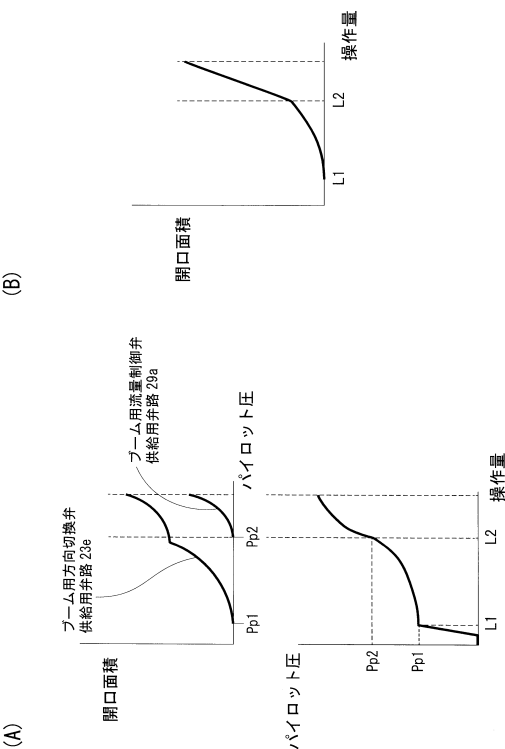 (A)
開口面積
ブーム用方向切換弁
供給用弁路 23e
ブーム用流量制御弁
供給用弁路 29a
Pp1
Pp2
パイロット圧
パイロット圧
Pp2
Pp1
L1
L2
操作量
(B)
開口面積
L1
L2
操作量